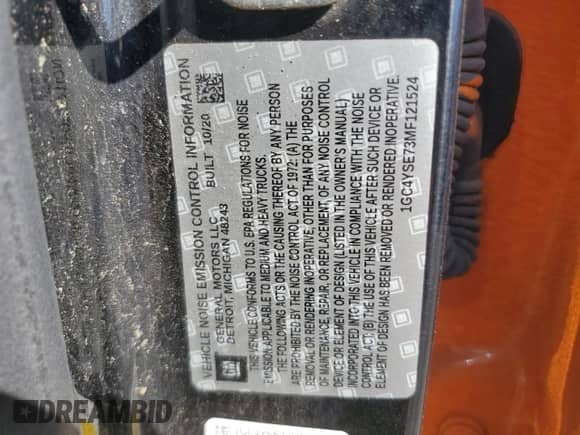 VEHICLE NOISE EMISSION CONTROL INFORMATION
GM
GENERAL MOTORS LLC
DETROIT, MICHIGAN 48243
BUILT 10/20
THIS VEHICLE CONFORMS TO U.S. EPA REGULATIONS FOR NOISE
EMISSION APPLICABLE TO MEDIUM AND HEAVY TRUCKS.
THE FOLLOWING ACTS OR THE CAUSING THEREOF BY ANY PERSON
ARE PROHIBITED BY THE NOISE CONTROL ACT OF 1972: (A) THE
REMOVAL OR RENDERING INOPERATIVE, OTHER THAN FOR PURPOSES
OF MAINTENANCE, REPAIR, OR REPLACEMENT, OF ANY NOISE CONTROL
DEVICE OR ELEMENT OF DESIGN (LISTED IN THE OWNER'S MANUAL)
INCORPORATED INTO THIS VEHICLE IN COMPLIANCE WITH THE NOISE
CONTROL ACT,(B) THE USE OF THIS VEHICLE AFTER SUCH DEVICE OR
ELEMENT OF DESIGN HAS BEEN REMOVED OR RENDERED INOPERATIVE.
1GC4YSE73MF121524
DREAMBID